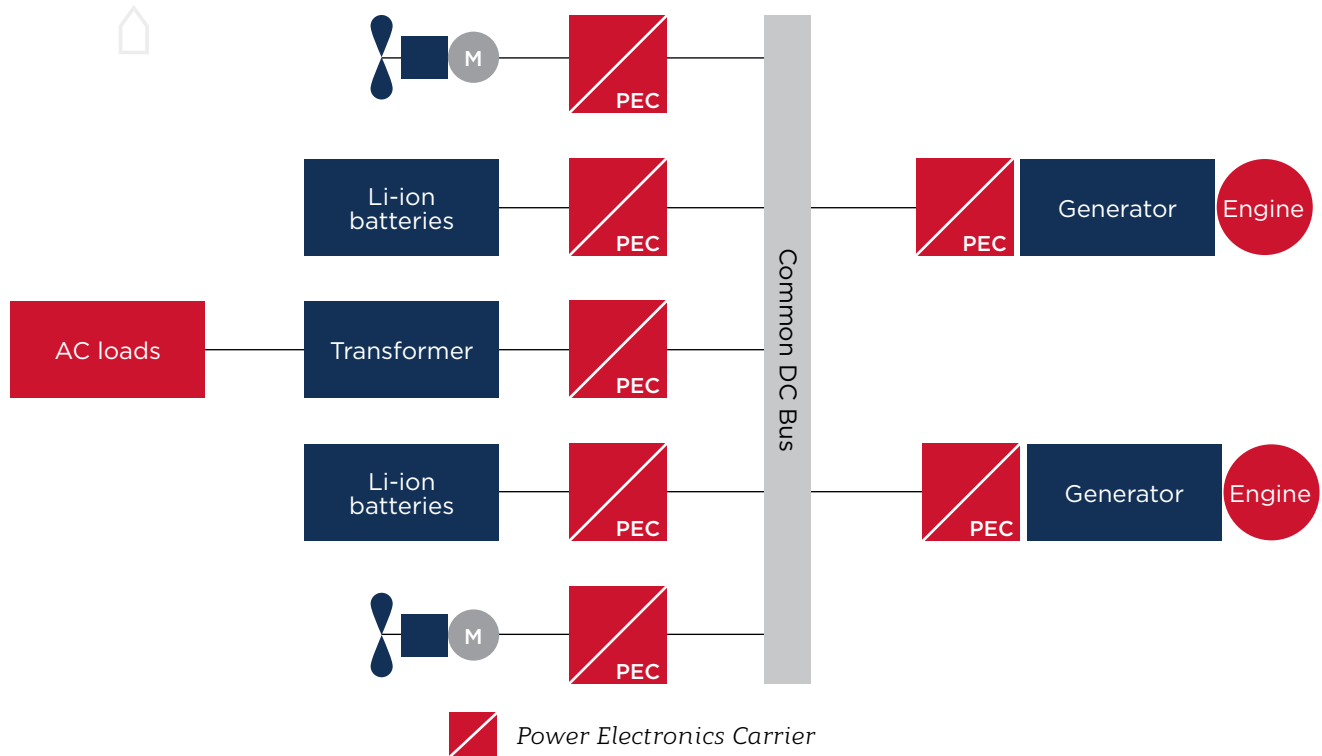 M
PEC
Li-ion
batteries
PEC
PEC
Generator
Engine
AC loads
Transformer
PEC
Common DC Bus
Li-ion
batteries
PEC
PEC
Generator
Engine
M
PEC
Power Electronics Carrier